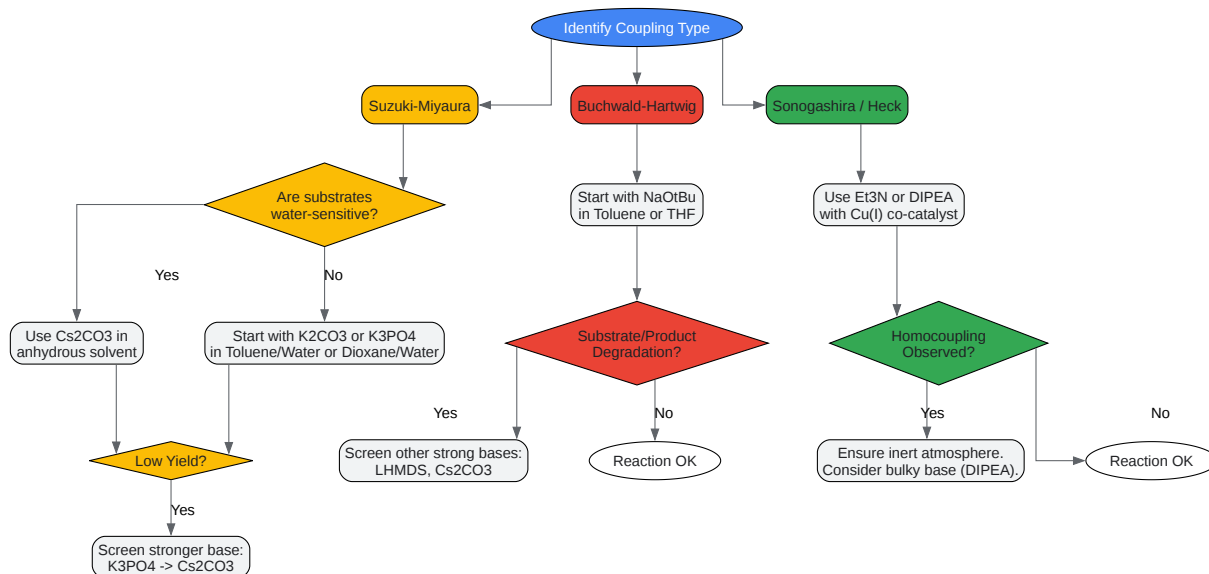 Identify Coupling Type
Suzuki-Miyaura
Buchwald-Hartwig
Sonogashira / Heck
Are substrates
water-sensitive?
Start with NaOtBu
in Toluene or THF
Use Et3N or DIPEA
with Cu(I) co-catalyst
Yes
No
Use Cs2CO3 in
anhydrous solvent
Start with K2CO3 or K3PO4
in Toluene/Water or Dioxane/Water
Substrate/Product
Degradation?
Homocoupling
Observed?
Yes
No
Yes
No
Low Yield?
Screen other strong bases:
LHMDS, Cs2CO3
Reaction OK
Ensure inert atmosphere.
Consider bulky base (DIPEA).
Reaction OK
Yes
Screen stronger base:
K3PO4 -> Cs2CO3